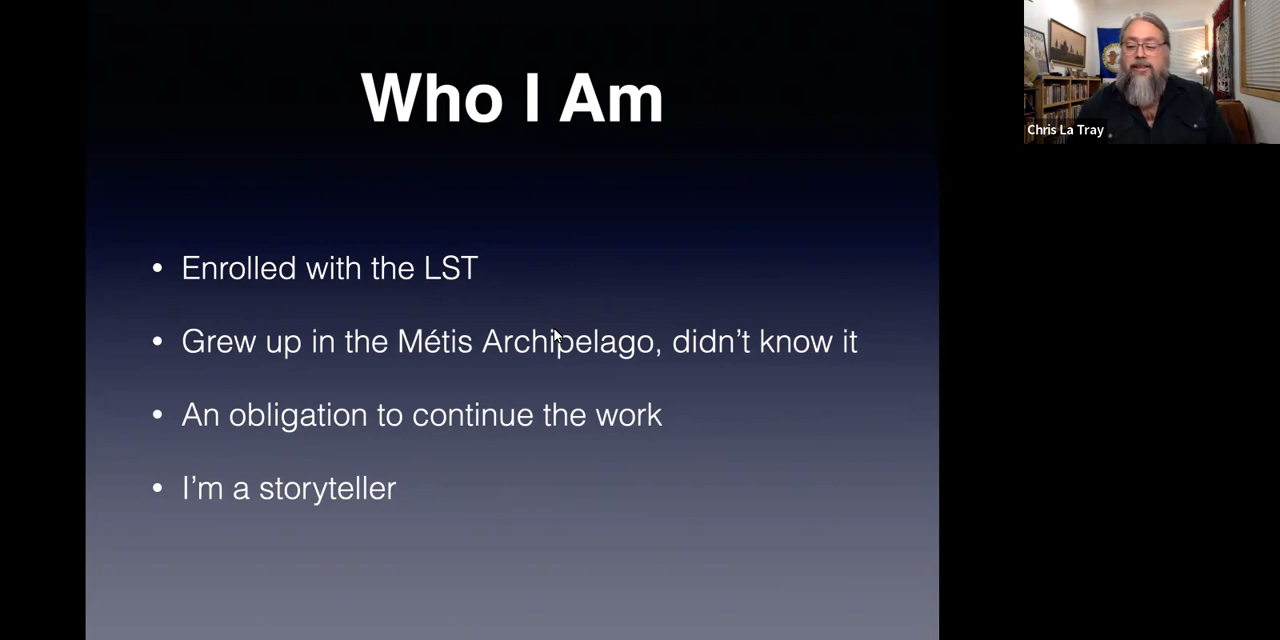 Who I Am
• Enrolled with the LST
• Grew up in the Métis Archipelago, didn’t know it
• An obligation to continue the work
• I’m a storyteller
Chris La Tray